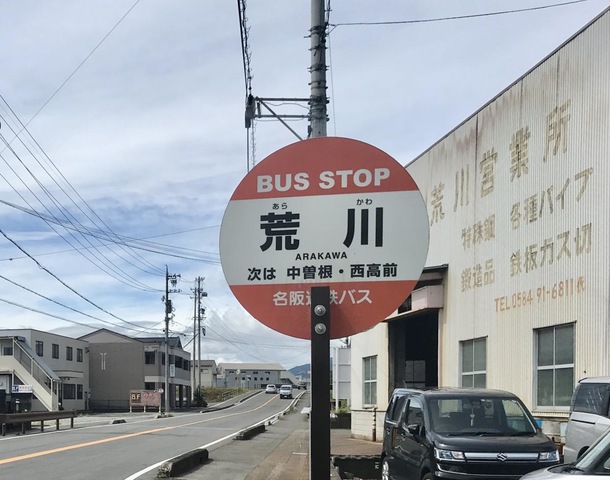 BUS STOP
あら かわ
荒 川
ARAKAWA
次は 中曽根・西高前
名阪近鉄バス
荒川営業所
特殊鋼 各種パイプ
鍛造品 鉄板ガス切
TEL 0584 91-6811